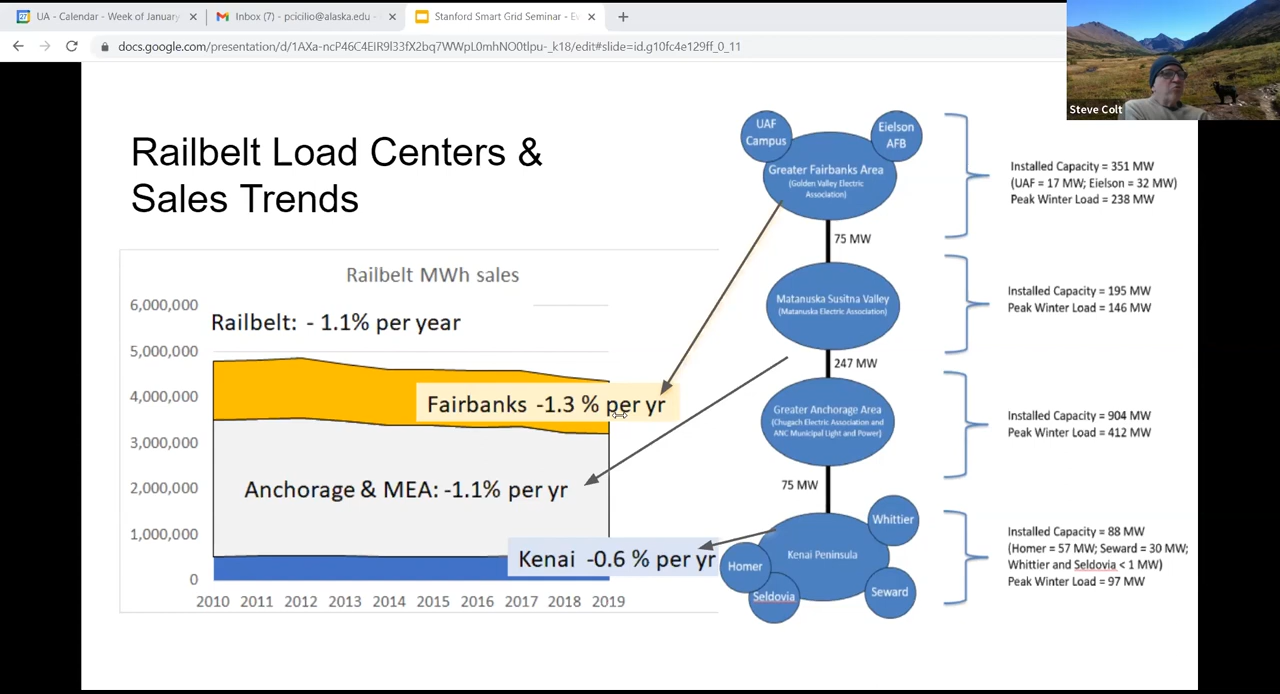 UA - Calendar - Week of January
Inbox (7) - pcicilio@alaska.edu -
Stanford Smart Grid Seminar - E
docs.google.com/presentation/d/1AXa-ncP46C4EIR9I33fX2bq7WWpL0mhNO0tlpu-_k18/edit#slide=id.g10fc4e129ff_0_11
Steve Colt
Railbelt Load Centers &
Sales Trends
Railbelt MWh sales
6,000,000
Railbelt: - 1.1% per year
5,000,000
4,000,000
Fairbanks -1.3 % per yr
3,000,000
2,000,000
Anchorage & MEA: -1.1% per yr
1,000,000
Kenai -0.6 % per yr
0
2010 2011 2012 2013 2014 2015 2016 2017 2018 2019
UAF
Campus
Eielson
AFB
Greater Fairbanks Area
(Golden Valley Electric
Association)
75 MW
Matanuska Susitna Valley
(Matanuska Electric Association)
247 MW
Greater Anchorage Area
(Chugach Electric Association and
ANC Municipal Light and Power)
75 MW
Whittier
Kenai Peninsula
Homer
Seldovia
Seward
Installed Capacity = 351 MW
(UAF = 17 MW; Eielson = 32 MW)
Peak Winter Load = 238 MW
Installed Capacity = 195 MW
Peak Winter Load = 146 MW
Installed Capacity = 904 MW
Peak Winter Load = 412 MW
Installed Capacity = 88 MW
(Homer = 57 MW; Seward = 30 MW;
Whittier and Seldovia < 1 MW)
Peak Winter Load = 97 MW